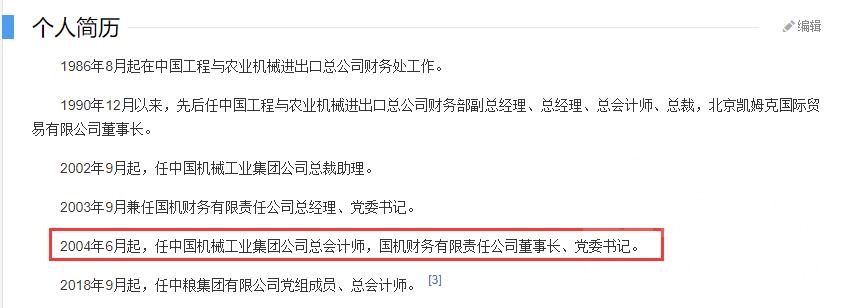 个人简历
编辑
1986年8月起在中国工程与农业机械进出口总公司财务处工作。
1990年12月以来，先后任中国工程与农业机械进出口总公司财务部副总经理、总经理、总会计师、总裁，北京凯姆克国际贸
易有限公司董事长。
2002年9月起，任中国机械工业集团公司总裁助理。
2003年9月兼任国机财务有限责任公司总经理、党委书记。
2004年6月起，任中国机械工业集团公司总会计师，国机财务有限责任公司董事长、党委书记。
2018年9月起，任中粮集团有限公司党组成员、总会计师。 [3]